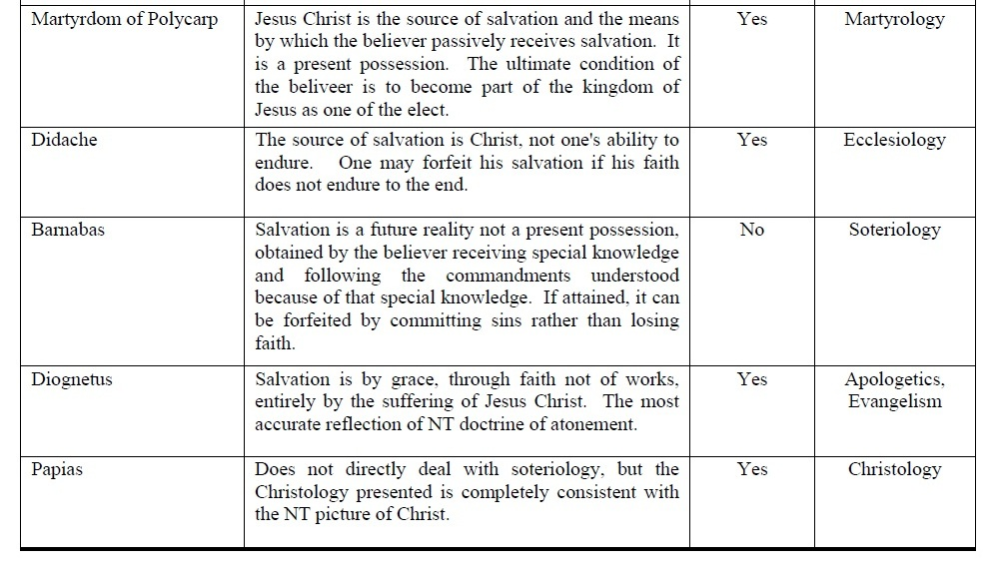 Martyrdom of Polycarp
Jesus Christ is the source of salvation and the means
by which the believer passively receives salvation. It
is a present possession. The ultimate condition of
the beliveer is to become part of the kingdom of
Jesus as one of the elect.
Yes
Martyrology
Didache
The source of salvation is Christ, not one's ability to
endure. One may forfeit his salvation if his faith
does not endure to the end.
Yes
Ecclesiology
Barnabas
Salvation is a future reality not a present possession,
obtained by the believer receiving special knowledge
and following the commandments understood
because of that special knowledge. If attained, it can
be forfeited by committing sins rather than losing
faith.
No
Soteriology
Diognetus
Salvation is by grace, through faith not of works,
entirely by the suffering of Jesus Christ. The most
accurate reflection of NT doctrine of atonement.
Yes
Apologetics,
Evangelism
Papias
Does not directly deal with soteriology, but the
Christology presented is completely consistent with
the NT picture of Christ.
Yes
Christology